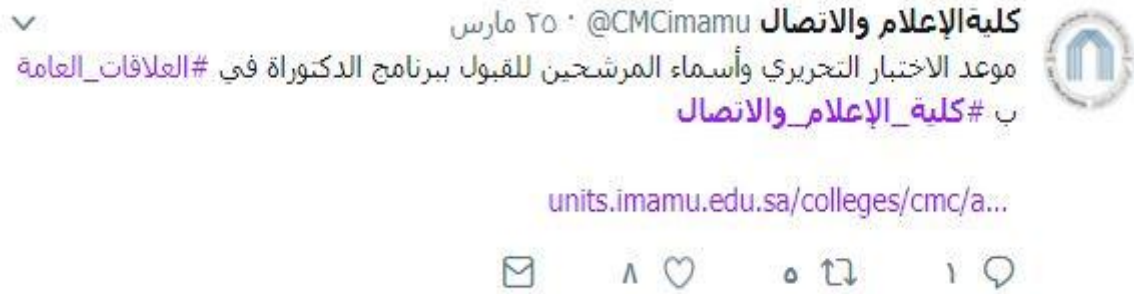 كليةالإعلام والاتصال @CMCimamu · ٢٥ مارس
موعد الاختبار التحريري وأسماء المرشحين للقبول ببرنامج الدكتوراة في #العلاقات_العامة
ب #كلية_الإعلام_والاتصال
units.imamu.edu.sa/colleges/cmc/a...
١ ٥ ٨